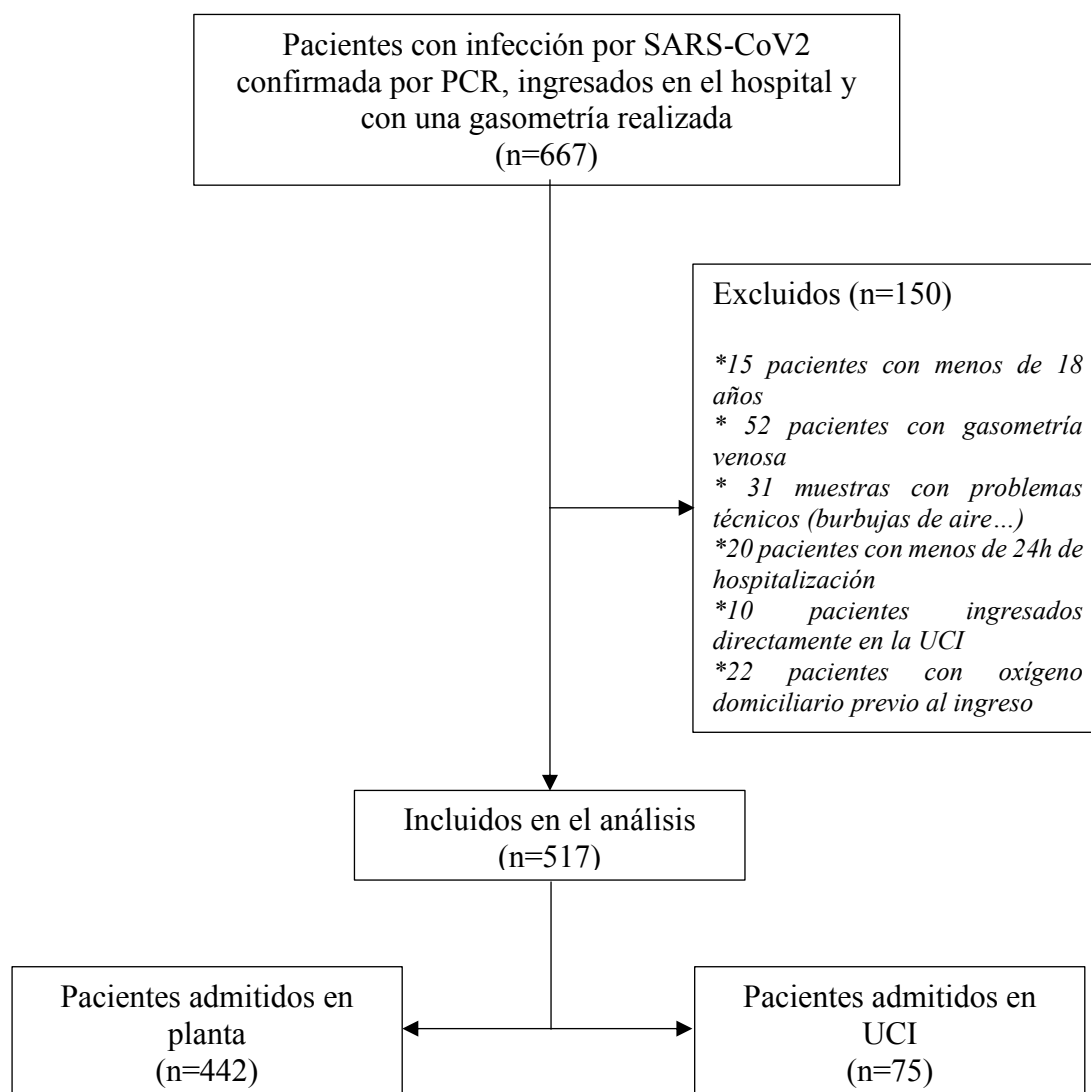 Pacientes con infección por SARS-CoV2
confirmada por PCR, ingresados en el hospital y
con una gasometría realizada
(n=667)
Excluidos (n=150)
*15 pacientes con menos de 18
años
* 52 pacientes con gasometría
venosa
* 31 muestras con problemas
técnicos (burbujas de aire…)
*20 pacientes con menos de 24h de
hospitalización
*10 pacientes ingresados
directamente en la UCI
*22 pacientes con oxígeno
domiciliario previo al ingreso
Incluidos en el análisis
(n=517)
Pacientes admitidos en
planta
(n=442)
Pacientes admitidos en
UCI
(n=75)